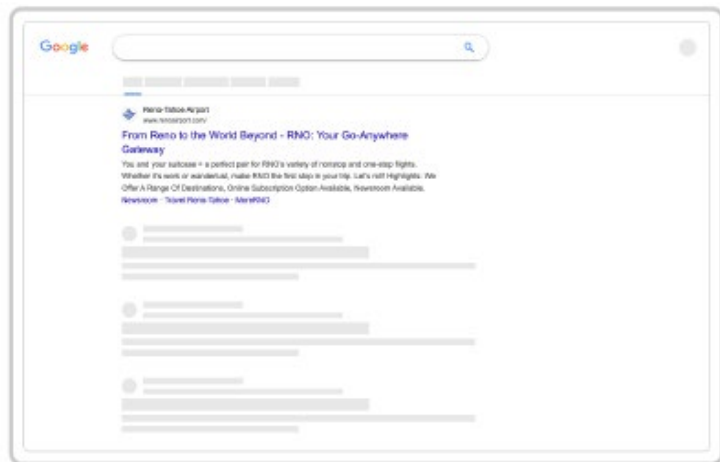 Google
Reno-Tahoe Airport
www.renoairport.com/
From Reno to the World Beyond - RNO: Your Go-Anywhere
Gateway
You and your suitcase = a perfect pair for RNO's variety of nonstop and one-stop flights.
Whether it's work or wanderlust, make RNO the first step in your trip. Let's roll! Highlights: We
Offer A Range Of Destinations, Online Subscription Option Available, Newsroom Available.
Newsroom · Travel Reno-Tahoe · MoreRNO